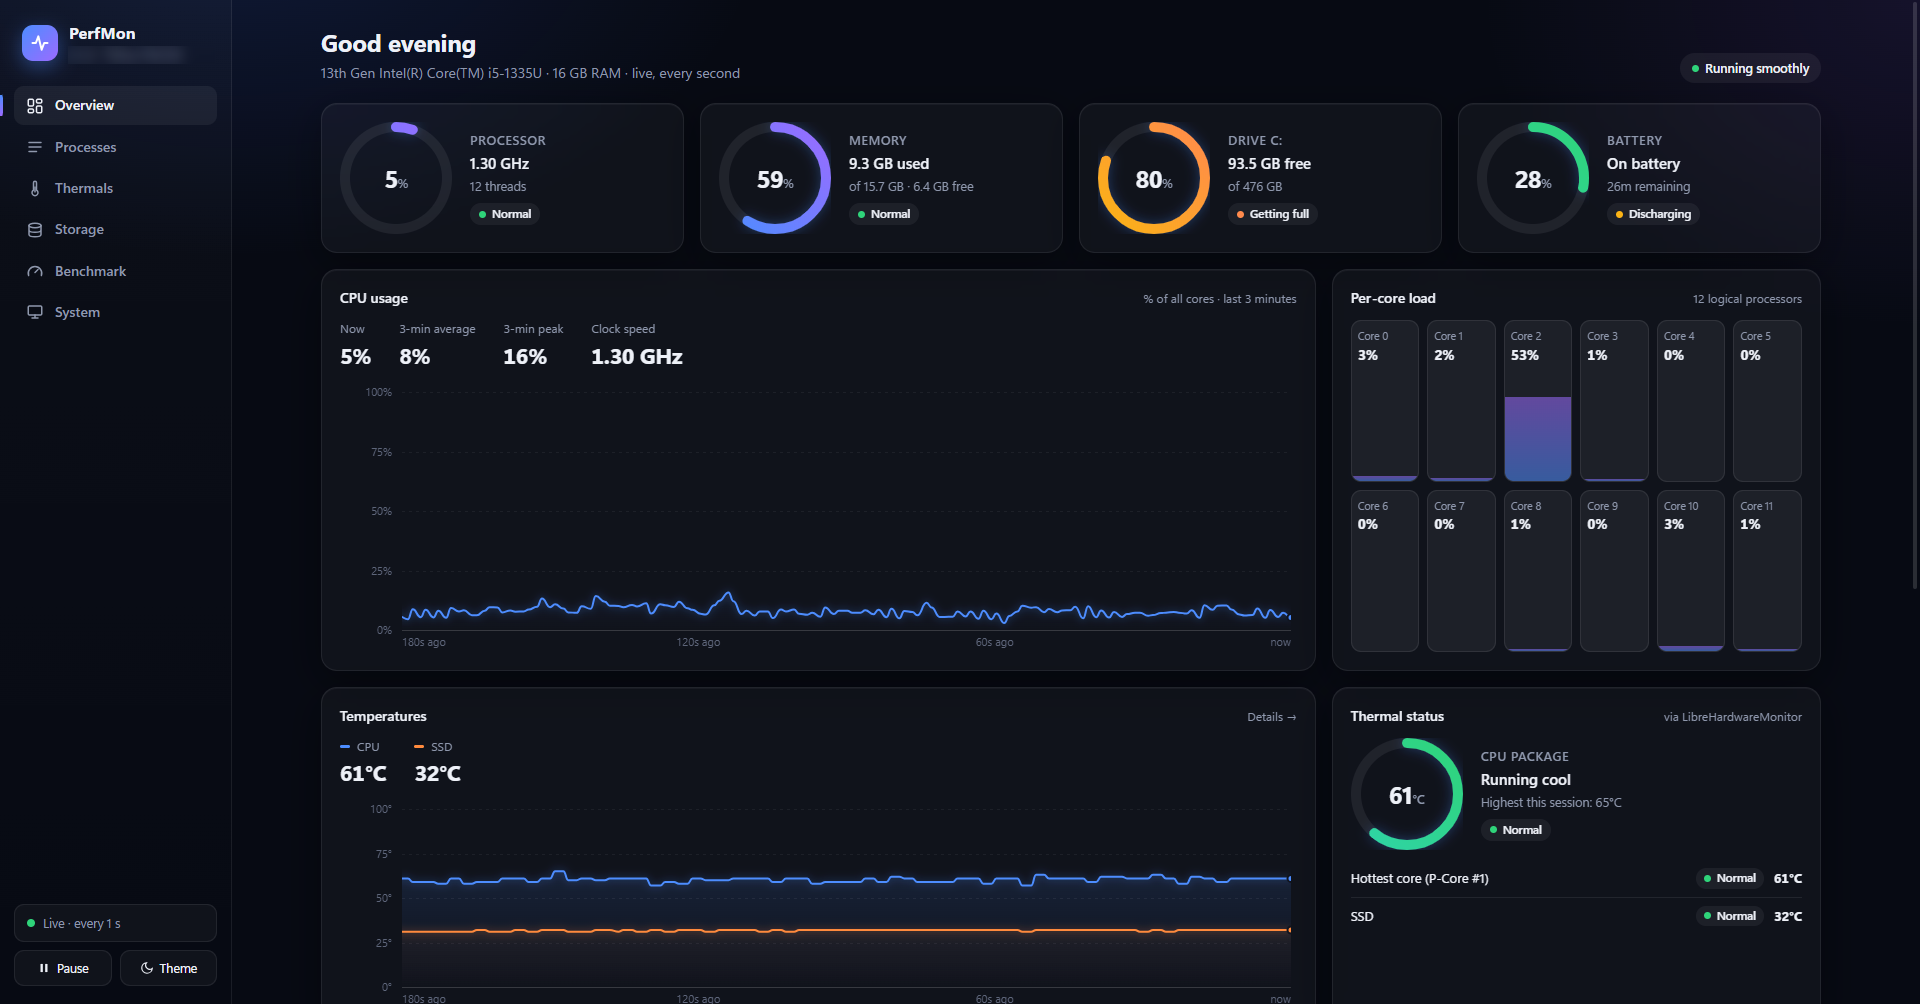 PerfMon
Overview
Processes
Thermals
Storage
Benchmark
System
Live · every 1 s
Pause
Theme
Good evening
13th Gen Intel(R) Core(TM) i5-1335U · 16 GB RAM · live, every second
Running smoothly
5%
PROCESSOR
1.30 GHz
12 threads
Normal
59%
MEMORY
9.3 GB used
of 15.7 GB · 6.4 GB free
Normal
80%
DRIVE C:
93.5 GB free
of 476 GB
Getting full
28%
BATTERY
On battery
26m remaining
Discharging
CPU usage
% of all cores · last 3 minutes
Now 3-min average 3-min peak Clock speed
5% 8% 16% 1.30 GHz
100%
75%
50%
25%
0%
180s ago 120s ago 60s ago now
Per-core load
12 logical processors
Core 0 Core 1 Core 2 Core 3 Core 4 Core 5
3% 2% 53% 1% 0% 0%
Core 6 Core 7 Core 8 Core 9 Core 10 Core 11
0% 0% 1% 0% 3% 1%
Temperatures
Details →
CPU SSD
61°C 32°C
100°
75°
50°
25°
0°
180s ago 120s ago 60s ago now
Thermal status
via LibreHardwareMonitor
61°C
CPU PACKAGE
Running cool
Highest this session: 65°C
Normal
Hottest core (P-Core #1) Normal 61°C
SSD Normal 32°C